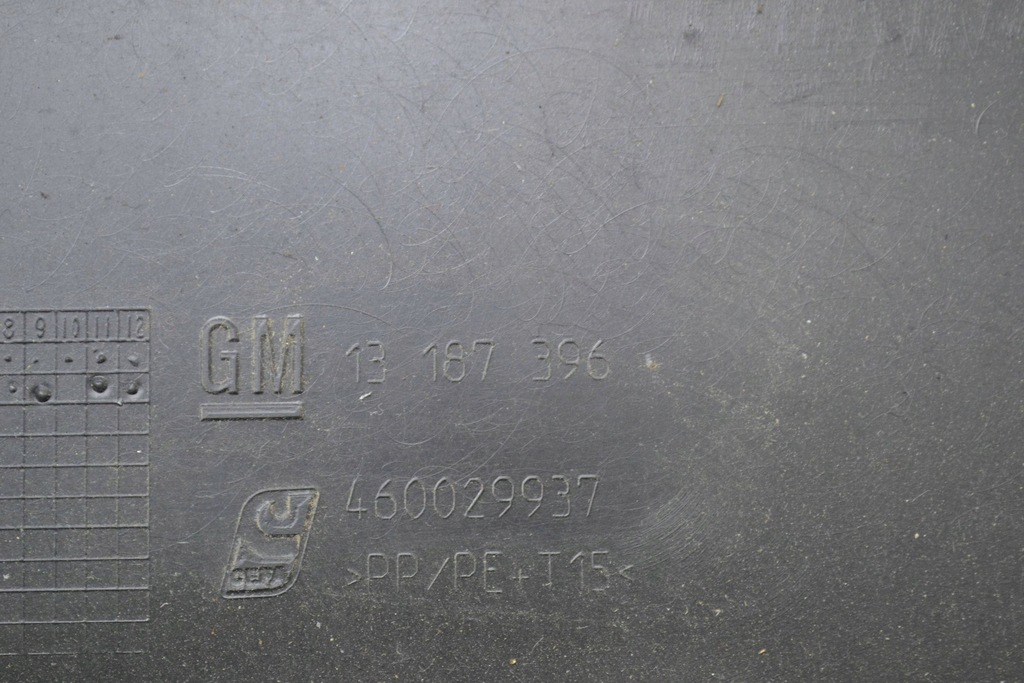 8 9 10 11 12
GM 13 187 396
460029937
>PP/PE+T15<